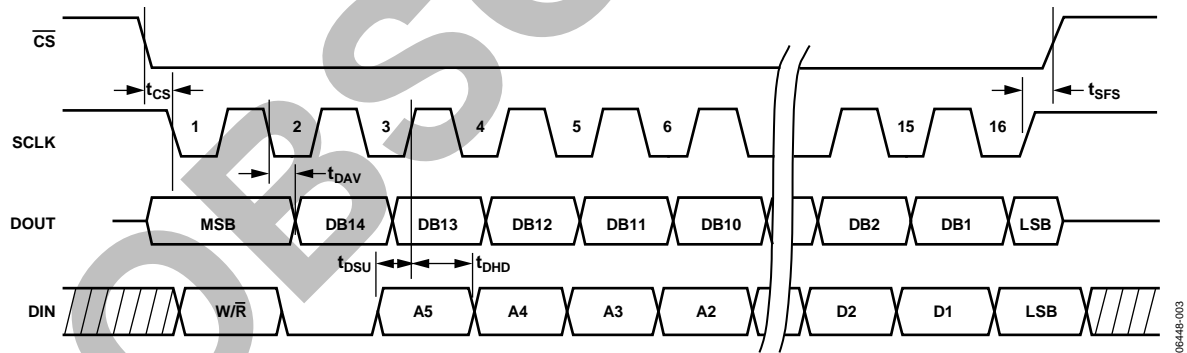 CS
tCS
tSFS
SCLK
1 2 3 4 5 6 15 16
tDAV
DOUT
MSB DB14 DB13 DB12 DB11 DB10 DB2 DB1 LSB
tDSU tDHD
DIN
W/R A5 A4 A3 A2 D2 D1 LSB
06448-003
OBSO